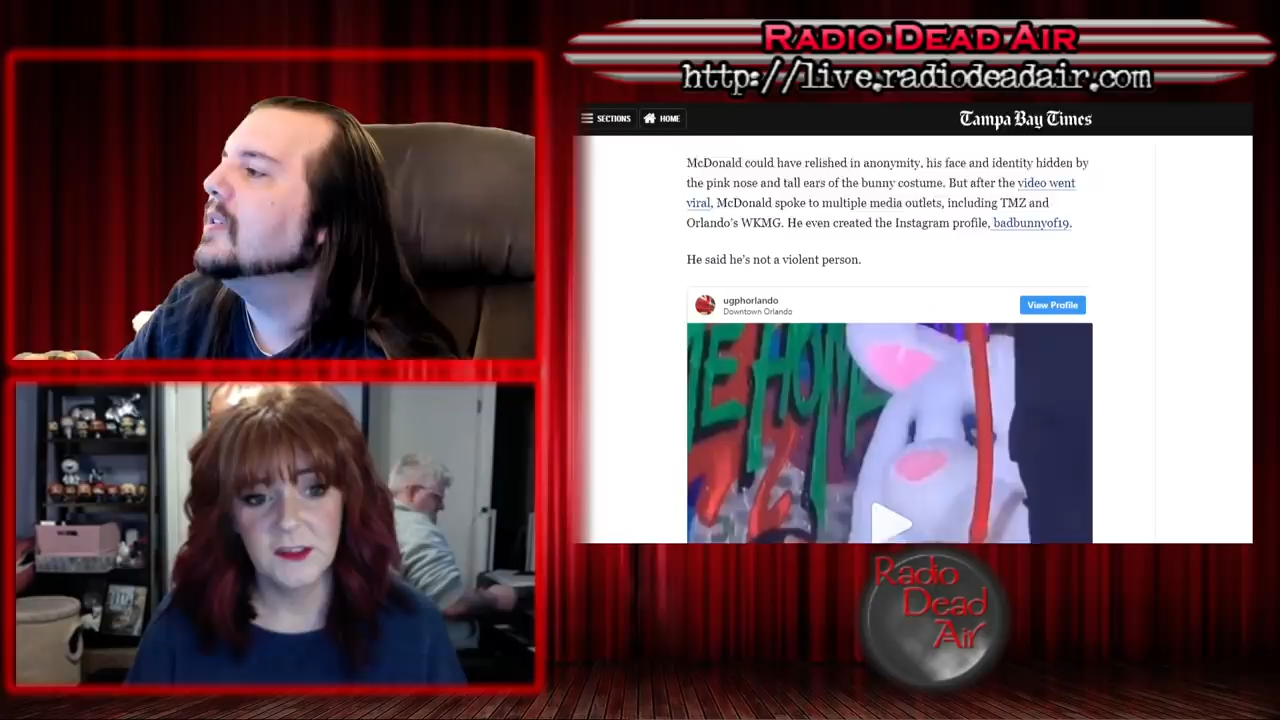 RADIO DEAD AIR
http://live.radiodeadair.com
SECTIONS
HOME
Tampa Bay Times
McDonald could have relished in anonymity, his face and identity hidden by
the pink nose and tall ears of the bunny costume. But after the video went
viral, McDonald spoke to multiple media outlets, including TMZ and
Orlando's WKMG. He even created the Instagram profile, badbunnyof19.
He said he's not a violent person.
ugphorlando
Downtown Orlando
View Profile
E HOME
Radio
Dead
Air